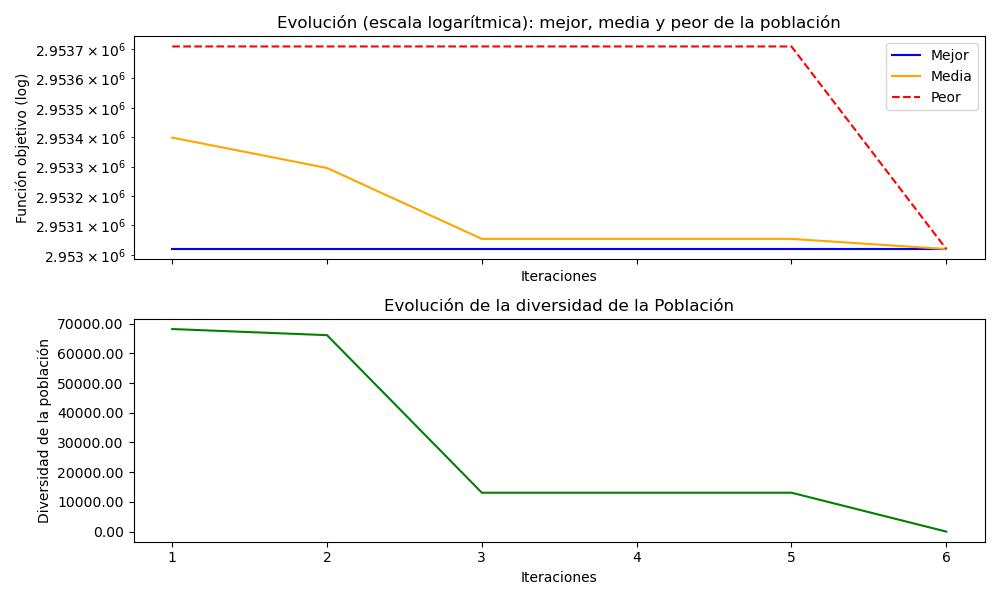 Evolución (escala logarítmica): mejor, media y peor de la población
Función objetivo (log)
2.9537 × 10⁶
2.9536 × 10⁶
2.9535 × 10⁶
2.9534 × 10⁶
2.9533 × 10⁶
2.9532 × 10⁶
2.9531 × 10⁶
2.953 × 10⁶
Mejor
Media
Peor
Iteraciones
Evolución de la diversidad de la Población
Diversidad de la población
70000.00
60000.00
50000.00
40000.00
30000.00
20000.00
10000.00
0.00
1 2 3 4 5 6
Iteraciones